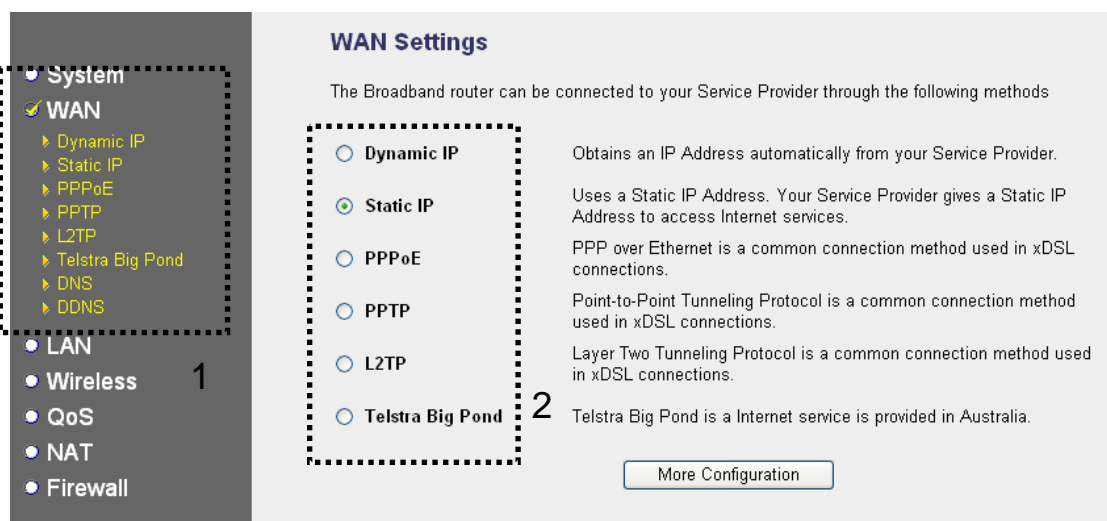 System
WAN
Dynamic IP
Static IP
PPPoE
PPTP
L2TP
Telstra Big Pond
DNS
DDNS
LAN
Wireless
1
QoS
NAT
Firewall
WAN Settings
The Broadband router can be connected to your Service Provider through the following methods
Dynamic IP
Obtains an IP Address automatically from your Service Provider.
Static IP
Uses a Static IP Address. Your Service Provider gives a Static IP
Address to access Internet services.
PPPoE
PPP over Ethernet is a common connection method used in xDSL
connections.
PPTP
Point-to-Point Tunneling Protocol is a common connection method
used in xDSL connections.
L2TP
Layer Two Tunneling Protocol is a common connection method used
in xDSL connections.
Telstra Big Pond
2
Telstra Big Pond is a Internet service is provided in Australia.
More Configuration